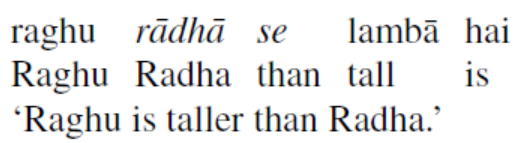 raghu rādhā se lambā hai
Raghu Radha than tall is
‘Raghu is taller than Radha.’